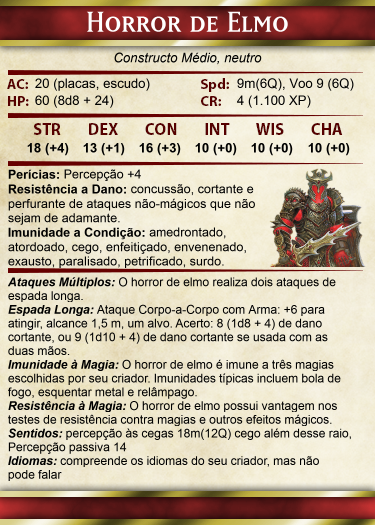 Horror de Elmo
Constructo Médio, neutro
AC: 20 (placas, escudo) Spd: 9m(6Q), Voo 9 (6Q)
HP: 60 (8d8 + 24) CR: 4 (1.100 XP)
STR DEX CON INT WIS CHA
18 (+4) 13 (+1) 16 (+3) 10 (+0) 10 (+0) 10 (+0)
Perícias: Percepção +4
Resistência a Dano: concussão, cortante e
perfurante de ataques não-mágicos que não
sejam de adamante.
Imunidade a Condição: amedrontado,
atordoado, cego, enfeitiçado, envenenado,
exausto, paralisado, petrificado, surdo.
Ataques Múltiplos: O horror de elmo realiza dois ataques de
espada longa.
Espada Longa: Ataque Corpo-a-Corpo com Arma: +6 para
atingir, alcance 1,5 m, um alvo. Acerto: 8 (1d8 + 4) de dano
cortante, ou 9 (1d10 + 4) de dano cortante se usada com as
duas mãos.
Imunidade à Magia: O horror de elmo é imune a três magias
escolhidas por seu criador. Imunidades típicas incluem bola de
fogo, esquentar metal e relâmpago.
Resistência à Magia: O horror de elmo possui vantagem nos
testes de resistência contra magias e outros efeitos mágicos.
Sentidos: percepção às cegas 18m(12Q) cego além desse raio,
Percepção passiva 14
Idiomas: compreende os idiomas do seu criador, mas não
pode falar